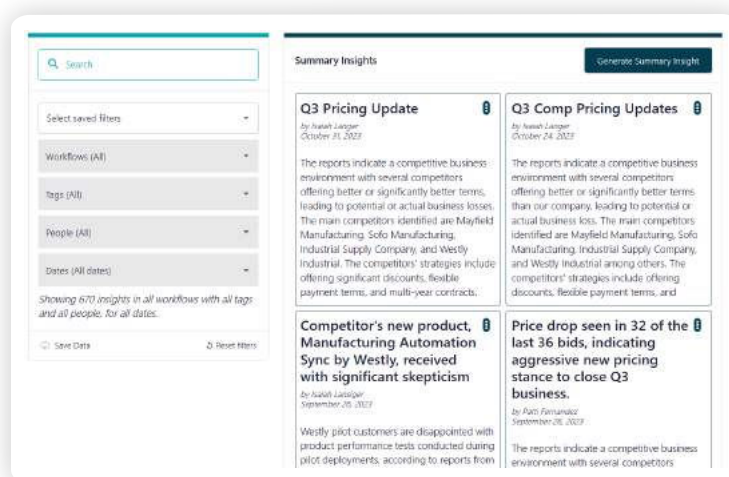 Search
Select saved filters
Workflows (All)
Tags (All)
People (All)
Dates (All dates)
Showing 670 insights in all workflows with all tags
and all people, for all dates.
Save Data
Reset filters
Summary Insights
Generate Summary Insight
Q3 Pricing Update
by Isaiah Langer
October 31, 2023
The reports indicate a competitive business
environment with several competitors
offering better or significantly better terms,
leading to potential or actual business losses.
The main competitors identified are Mayfield
Manufacturing, Sofo Manufacturing,
Industrial Supply Company, and Westly
Industrial. The competitors' strategies include
offering significant discounts, flexible
payment terms, and multi-year contracts.
Q3 Comp Pricing Updates
by Isaiah Langer
October 24, 2023
The reports indicate a competitive business
environment with several competitors
offering better or significantly better terms
than our company, leading to potential or
actual business loss. The main competitors
identified are Mayfield Manufacturing, Sofo
Manufacturing, Industrial Supply Company,
and Westly Industrial among others. The
competitors' strategies include offering
discounts, flexible payment terms, and
Competitor's new product,
Manufacturing Automation
Sync by Westly, received
with significant skepticism
by Isaiah
September 26, 2023
Westly pilot customers are disappointed with
product performance tests conducted during
pilot deployments, according to reports from
Price drop seen in 32 of the
last 36 bids, indicating
aggressive new pricing
stance to close Q3
business.
by Patti Fernandez
September 26, 2023
The reports indicate a competitive business
environment with several competitors